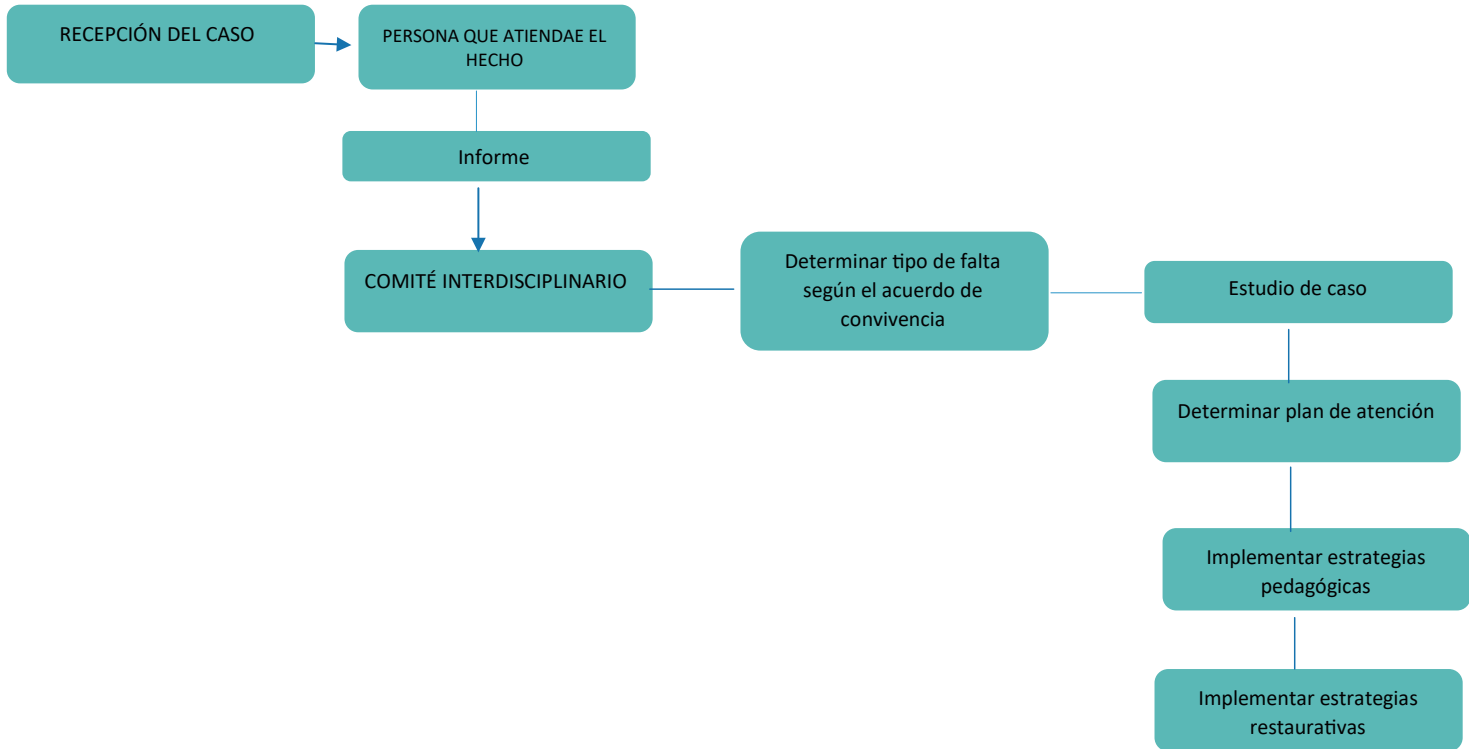 RECEPCIÓN DEL CASO
PERSONA QUE ATIENDAE EL
HECHO
Informe
COMITÉ INTERDISCIPLINARIO
Determinar tipo de falta
según el acuerdo de
convivencia
Estudio de caso
Determinar plan de atención
Implementar estrategias
pedagógicas
Implementar estrategias
restaurativas